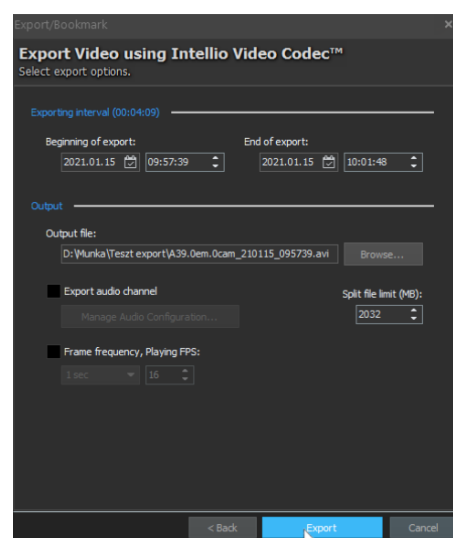 Export/Bookmark
Export Video using Intellio Video Codec™
Select export options.
Exporting interval (00:04:09)
Beginning of export: End of export:
2021.01.15 09:57:39 2021.01.15 10:01:48
Output
Output file:
D:\Munka\Teszt export\A39.0em.0cam_210115_095739.avi Browse...
Export audio channel Split file limit (MB):
Manage Audio Configuration... 2032
Frame frequency, Playing FPS:
1 sec 16
< Back Export Cancel